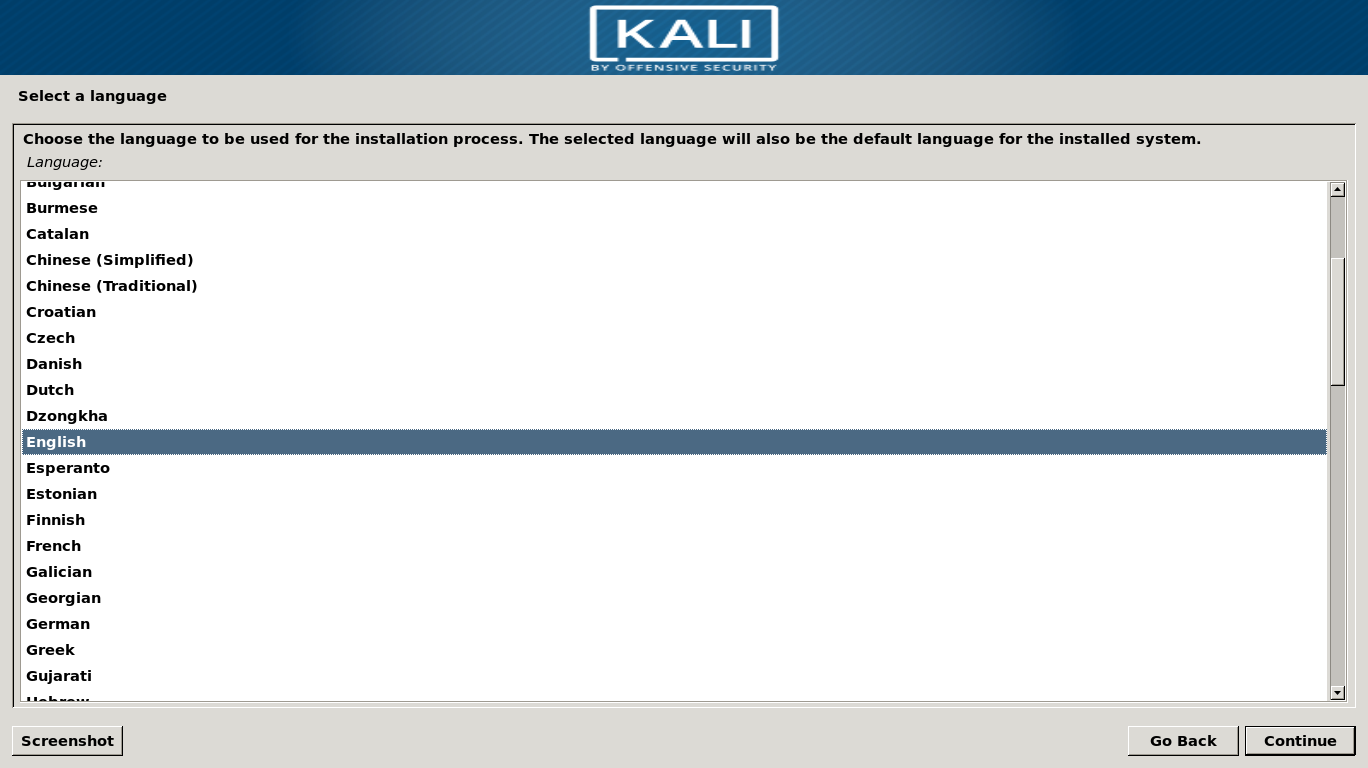 KALI
BY OFFENSIVE SECURITY
Select a language
Choose the language to be used for the installation process. The selected language will also be the default language for the installed system.
Language:
Bulgarian
Burmese
Catalan
Chinese (Simplified)
Chinese (Traditional)
Croatian
Czech
Danish
Dutch
Dzongkha
English
Esperanto
Estonian
Finnish
French
Galician
Georgian
German
Greek
Gujarati
Hebrew
Screenshot
Go Back
Continue